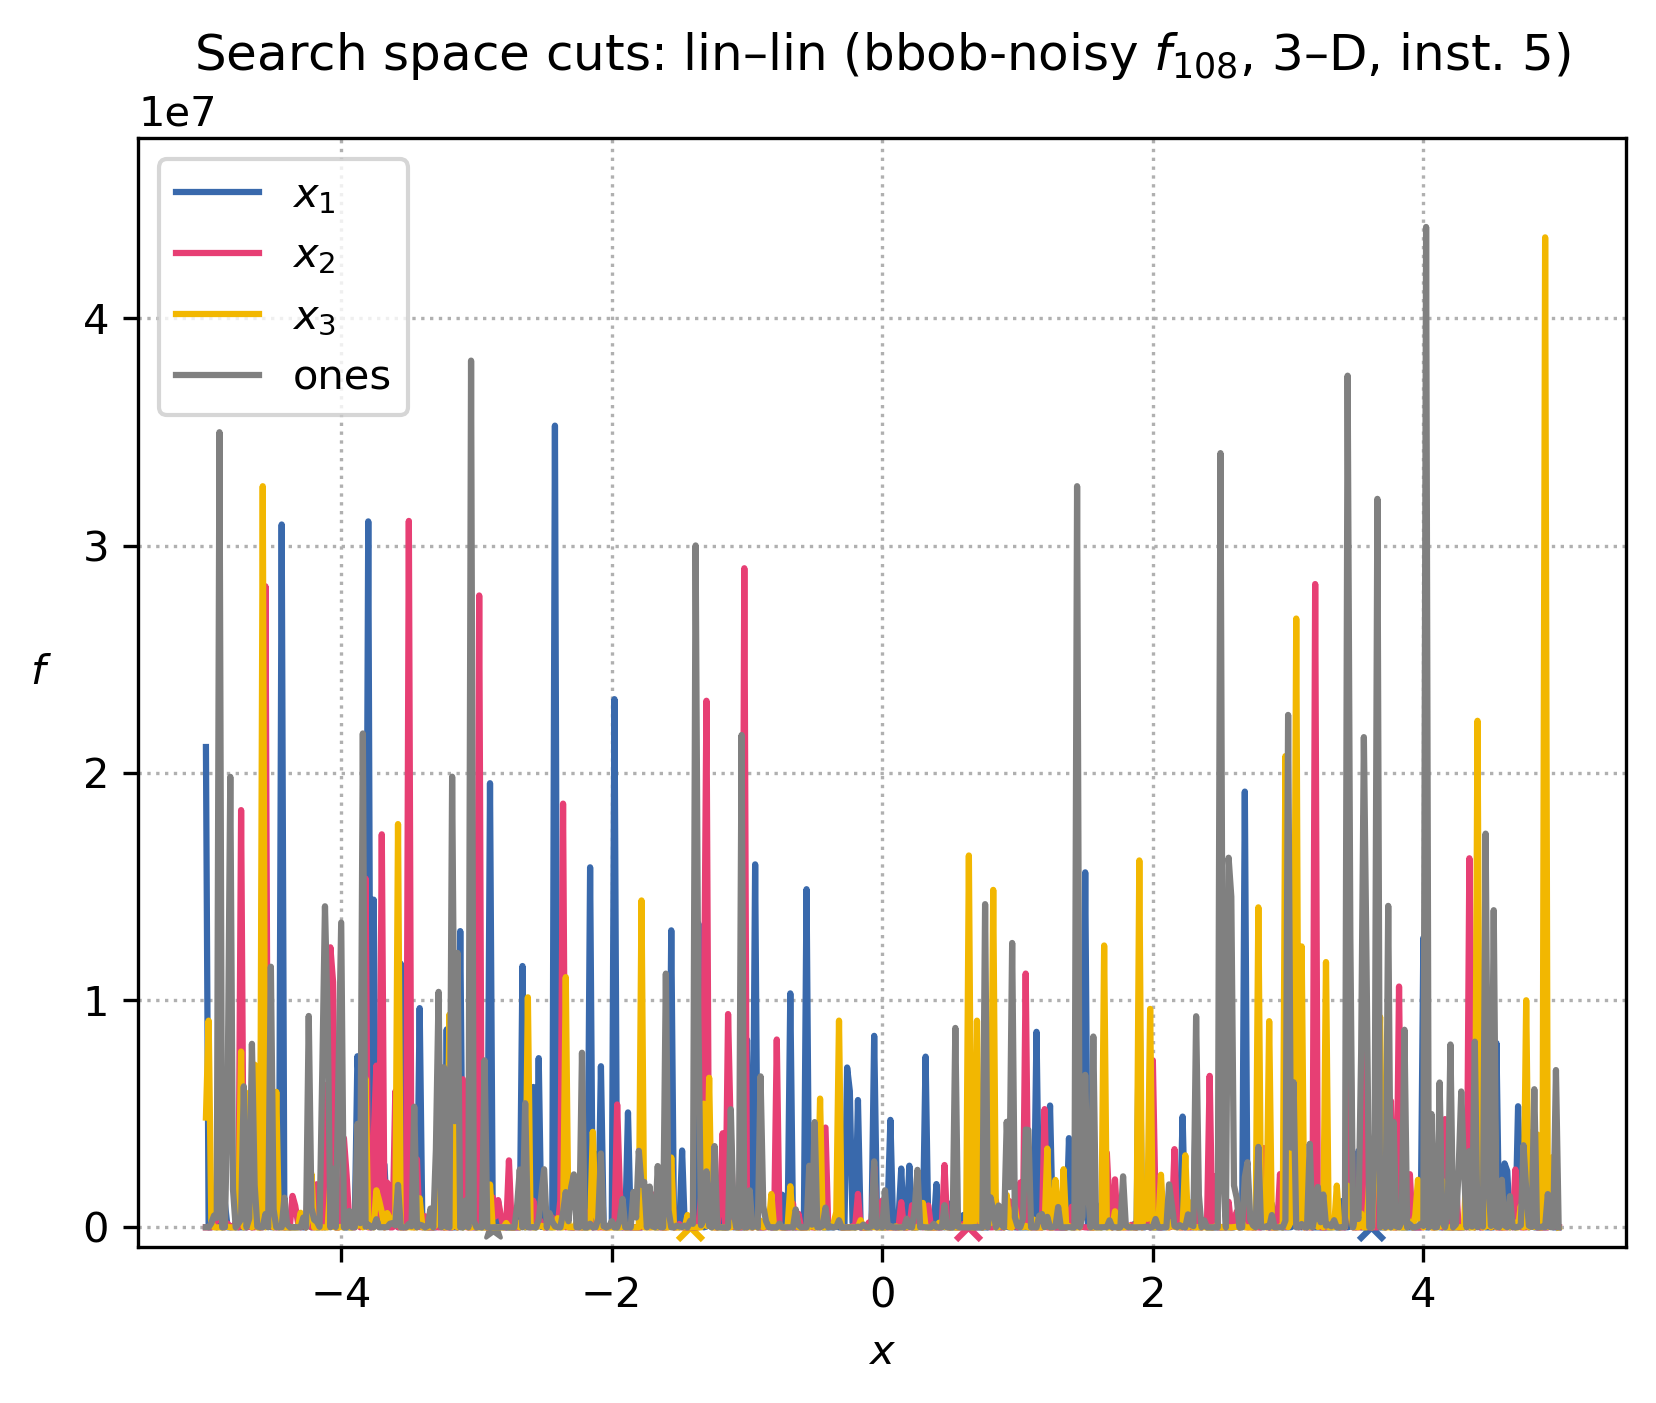 Search space cuts: lin–lin (bbob-noisy f₁₀₈, 3–D, inst. 5)
1e7
x₁
x₂
x₃
ones
4
3
2
1
0
f
−4 −2 0 2 4
x